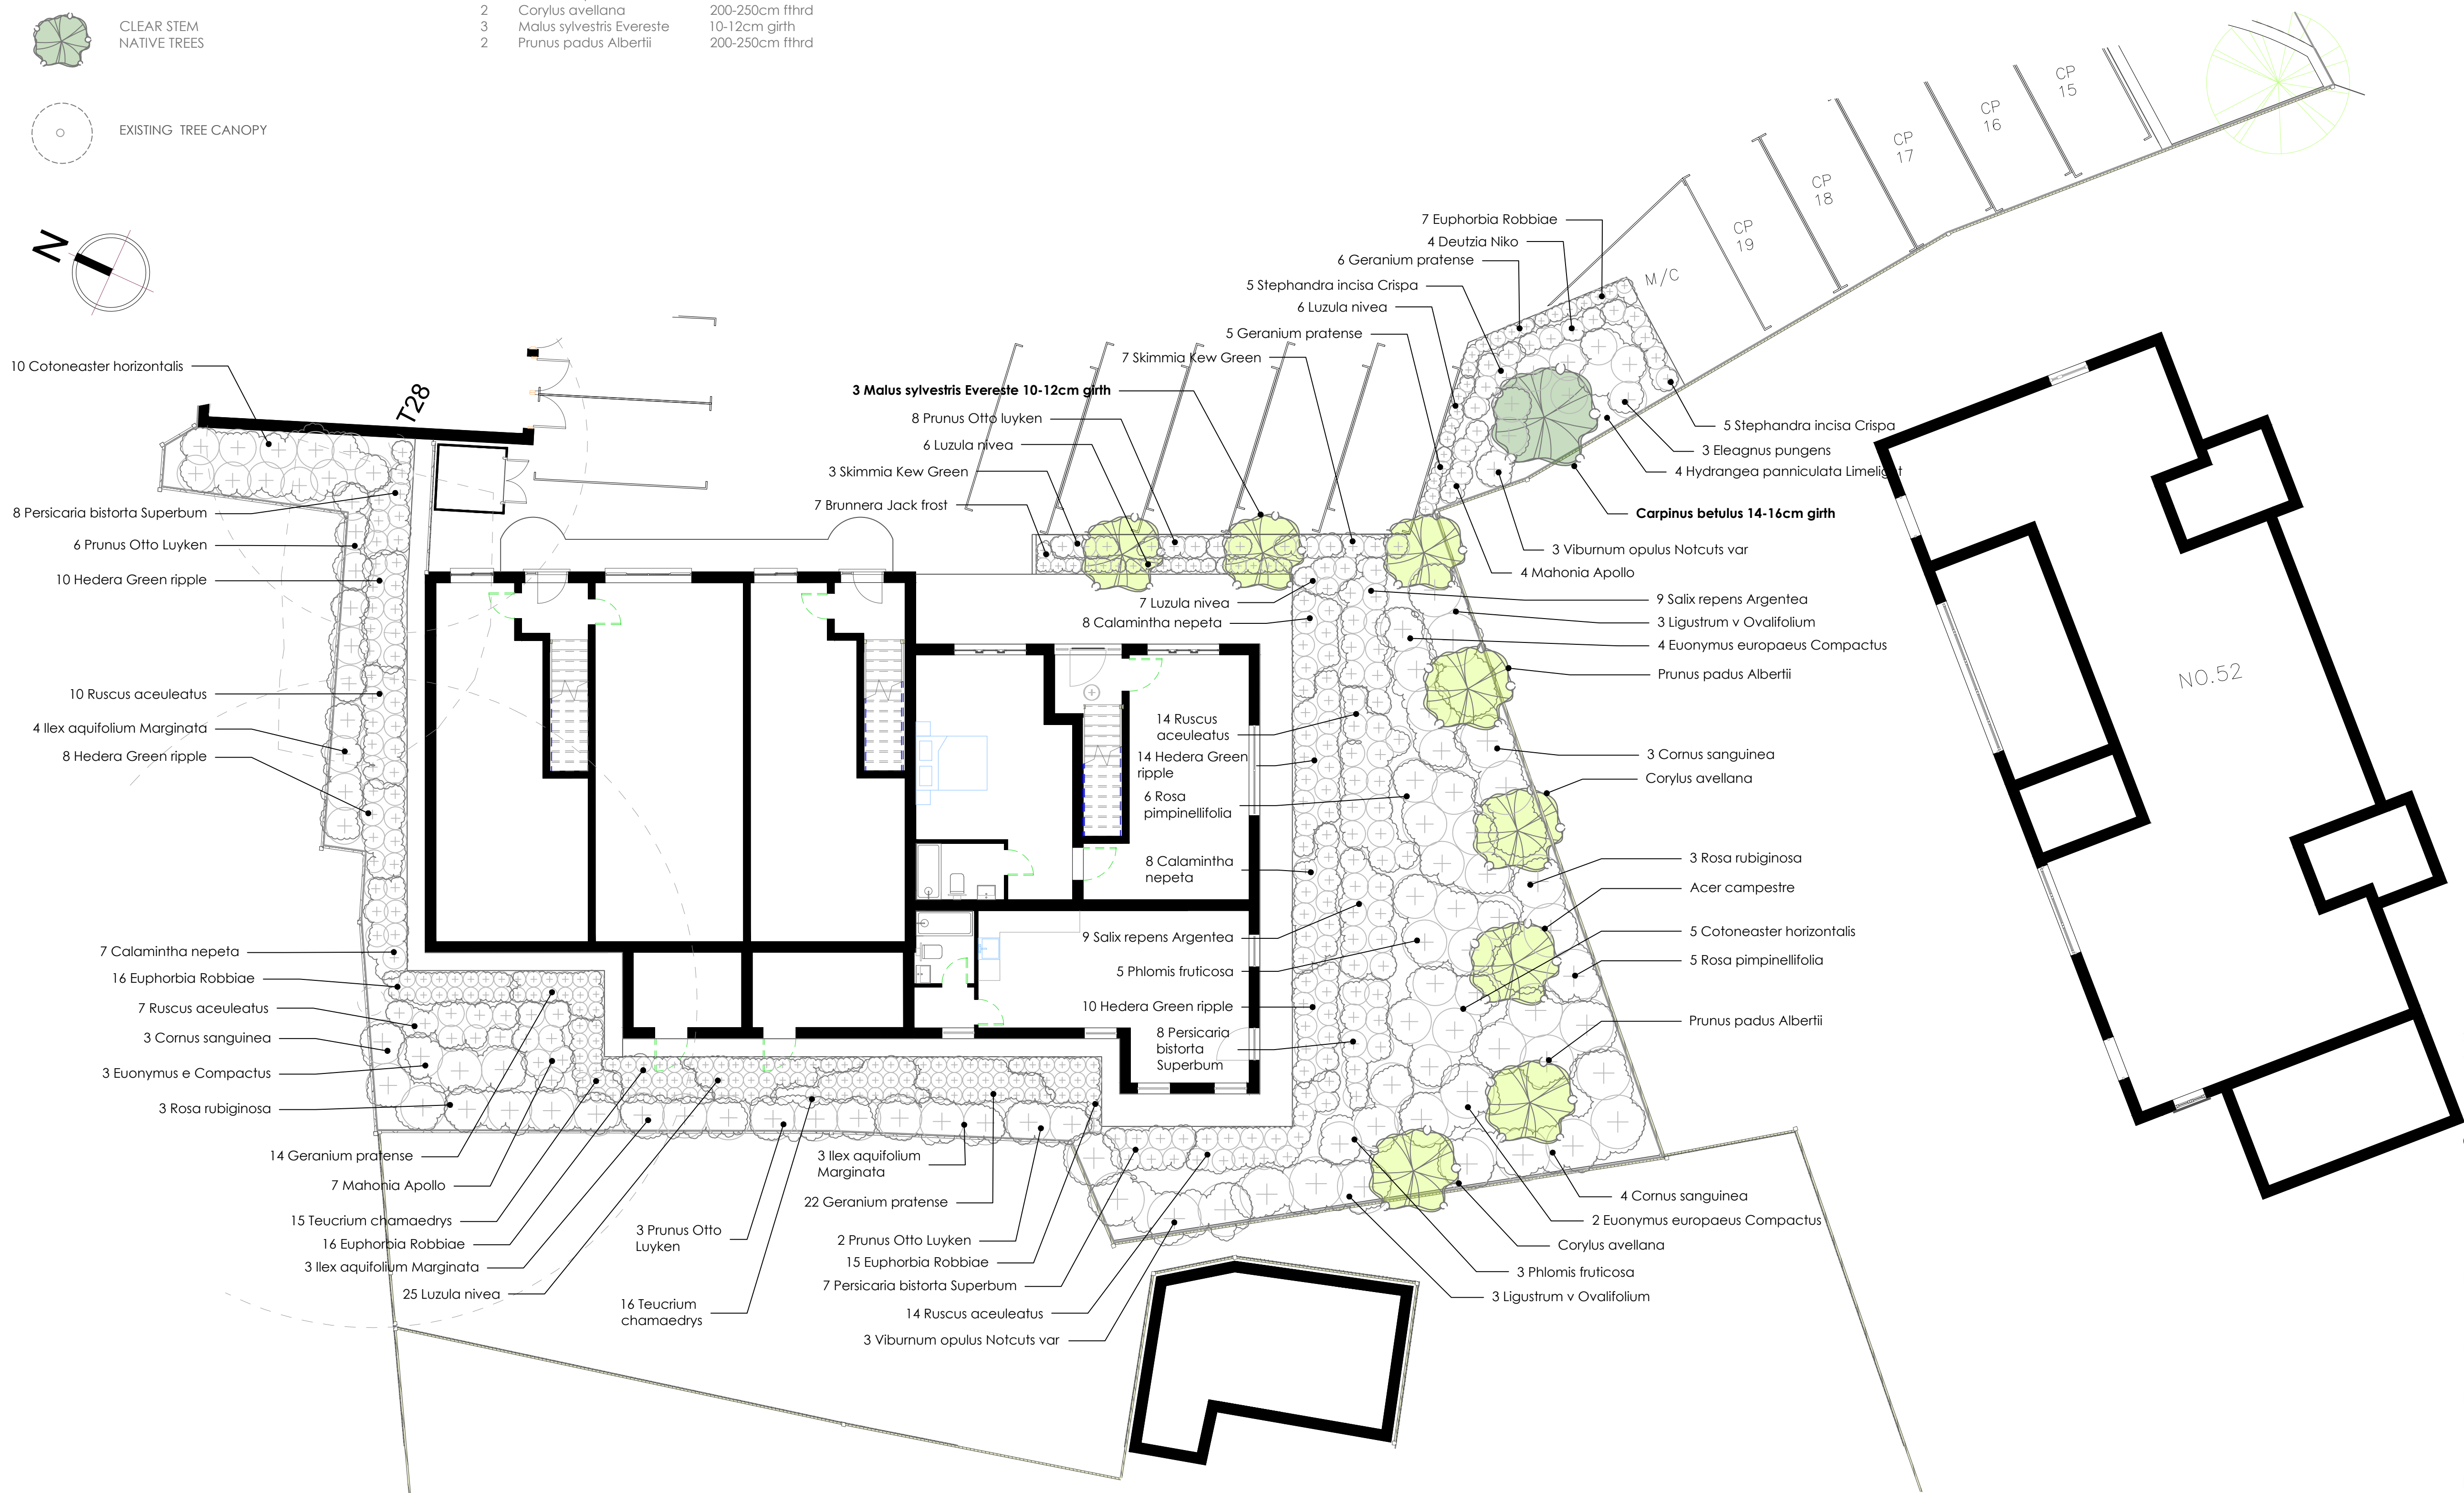 CLEAR STEM
NATIVE TREES
2 Corylus avellana 200-250cm fthrd
3 Malus sylvestris Evereste 10-12cm girth
2 Prunus padus Albertii 200-250cm fthrd
EXISTING TREE CANOPY
N
CP 15
CP 16
CP 17
CP 18
CP 19
M/C
7 Euphorbia Robbiae
4 Deutzia Niko
6 Geranium pratense
5 Stephandra incisa Crispa
6 Luzula nivea
5 Geranium pratense
7 Skimmia Kew Green
3 Malus sylvestris Evereste 10-12cm girth
8 Prunus Otto luyken
6 Luzula nivea
3 Skimmia Kew Green
7 Brunnera Jack frost
10 Cotoneaster horizontalis
T28
8 Persicaria bistorta Superbum
6 Prunus Otto Luyken
10 Hedera Green ripple
10 Ruscus aceuleatus
4 Ilex aquifolium Marginata
8 Hedera Green ripple
7 Calamintha nepeta
16 Euphorbia Robbiae
7 Ruscus aceuleatus
3 Cornus sanguinea
3 Euonymus e Compactus
3 Rosa rubiginosa
14 Geranium pratense
7 Mahonia Apollo
15 Teucrium chamaedrys
16 Euphorbia Robbiae
3 Ilex aquifolium Marginata
25 Luzula nivea
3 Prunus Otto
Luyken
16 Teucrium
chamaedrys
3 Ilex aquifolium
Marginata
22 Geranium pratense
2 Prunus Otto Luyken
15 Euphorbia Robbiae
7 Persicaria bistorta Superbum
14 Ruscus aceuleatus
3 Viburnum opulus Notcuts var
7 Luzula nivea
8 Calamintha nepeta
14 Ruscus
aceuleatus
14 Hedera Green
ripple
6 Rosa
pimpinellifolia
8 Calamintha
nepeta
9 Salix repens Argentea
5 Phlomis fruticosa
10 Hedera Green ripple
8 Persicaria
bistorta
Superbum
5 Stephandra incisa Crispa
3 Eleagnus pungens
4 Hydrangea panniculata Limelight
Carpinus betulus 14-16cm girth
3 Viburnum opulus Notcuts var
4 Mahonia Apollo
9 Salix repens Argentea
3 Ligustrum v Ovalifolium
4 Euonymus europaeus Compactus
Prunus padus Albertii
3 Cornus sanguinea
Corylus avellana
3 Rosa rubiginosa
Acer campestre
5 Cotoneaster horizontalis
5 Rosa pimpinellifolia
Prunus padus Albertii
4 Cornus sanguinea
2 Euonymus europaeus Compactus
Corylus avellana
3 Phlomis fruticosa
3 Ligustrum v Ovalifolium
NO.52